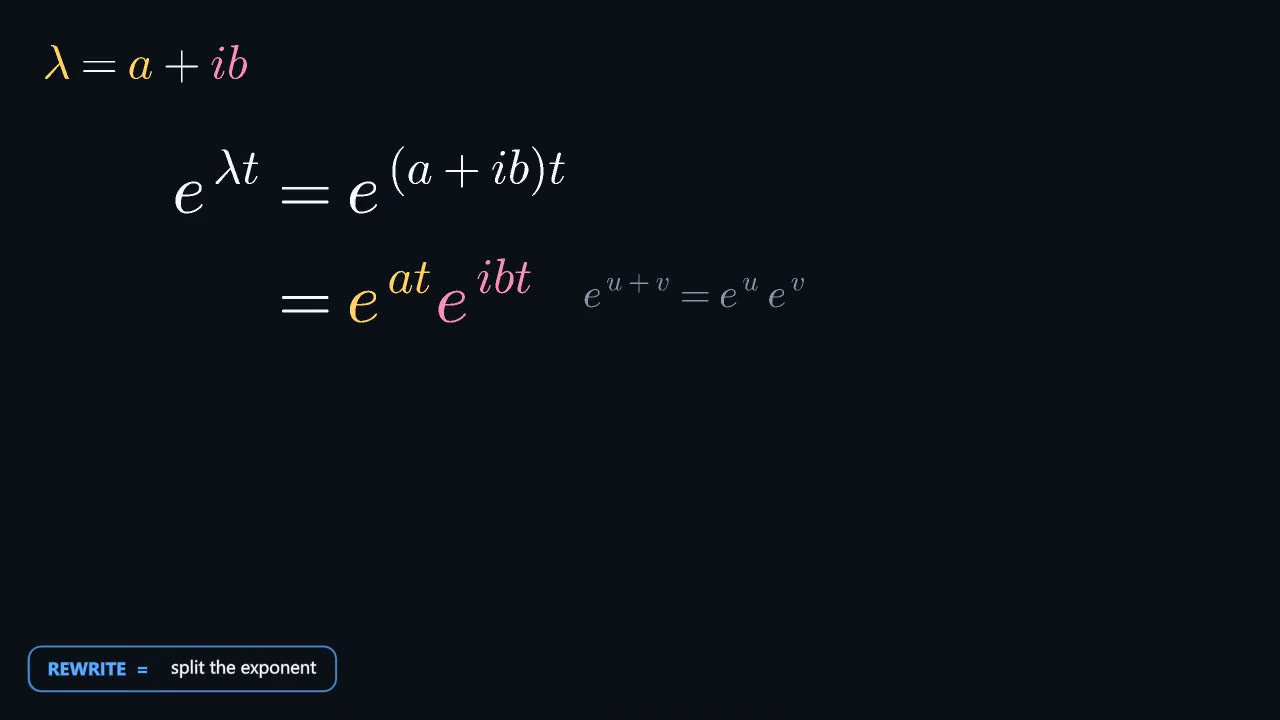 λ = a + ib
e^{λt} = e^{(a + ib)t}
= e^{at} e^{ibt} e^{u + v} = e^u e^v
REWRITE = split the exponent